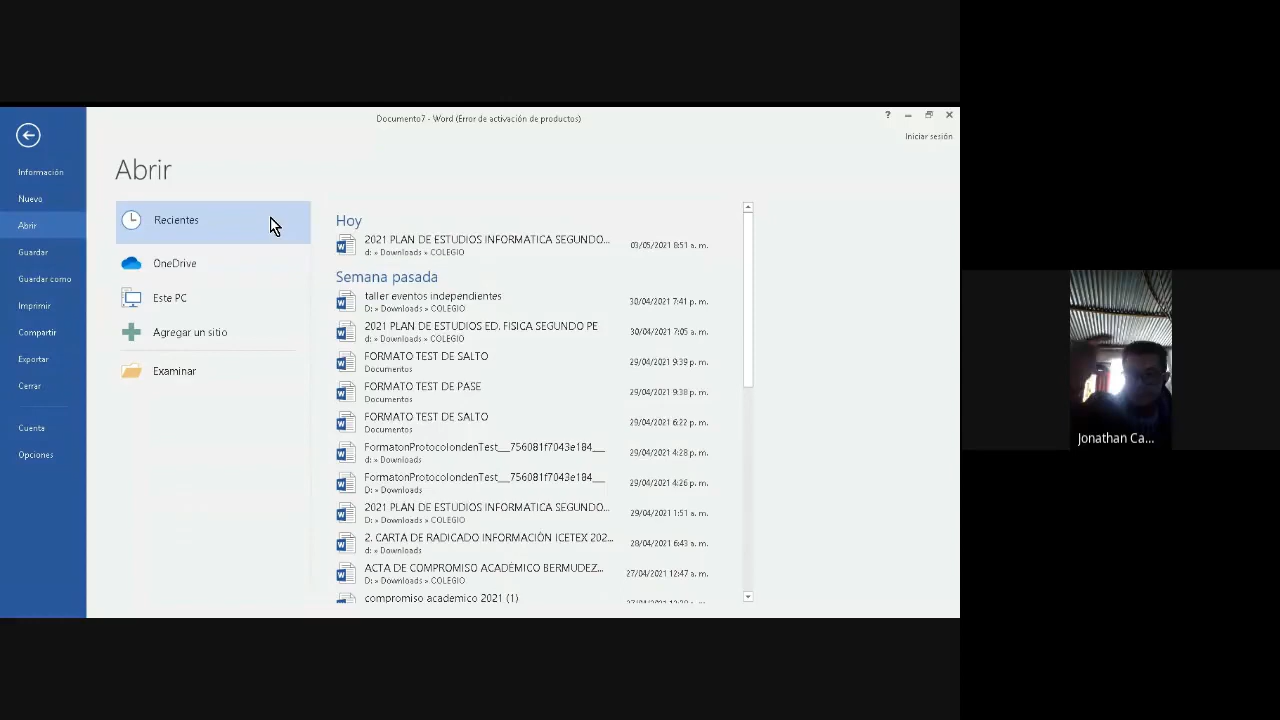 Documento7 - Word (Error de activación de productos)
?
Iniciar sesión
Información
Nuevo
Abrir
Guardar
Guardar como
Imprimir
Compartir
Exportar
Cerrar
Cuenta
Opciones
Abrir
Recientes
OneDrive
Este PC
Agregar un sitio
Examinar
Hoy
2021 PLAN DE ESTUDIOS INFORMATICA SEGUNDO... 03/05/2021 8:51 a. m.
d: » Downloads » COLEGIO
Semana pasada
taller eventos independientes 30/04/2021 7:41 p. m.
D: » Downloads » COLEGIO
2021 PLAN DE ESTUDIOS ED. FISICA SEGUNDO PE 30/04/2021 7:05 a. m.
d: » Downloads » COLEGIO
FORMATO TEST DE SALTO 29/04/2021 9:39 p. m.
Documentos
FORMATO TEST DE PASE 29/04/2021 9:38 p. m.
Documentos
FORMATO TEST DE SALTO 29/04/2021 6:22 p. m.
Documentos
FormatonProtocolondenTest__756081f7043e184__ 29/04/2021 4:28 p. m.
d: » Downloads
FormatonProtocolondenTest__756081f7043e184__ 29/04/2021 4:26 p. m.
D: » Downloads
2021 PLAN DE ESTUDIOS INFORMATICA SEGUNDO... 29/04/2021 1:51 a. m.
D: » Downloads » COLEGIO
2. CARTA DE RADICADO INFORMACIÓN ICETEX 202... 28/04/2021 6:43 a. m.
d: » Downloads
ACTA DE COMPROMISO ACADÉMICO BERMUDEZ... 27/04/2021 12:47 a. m.
D: » Downloads » COLEGIO
compromiso academico 2021 (1)
Jonathan Ca...